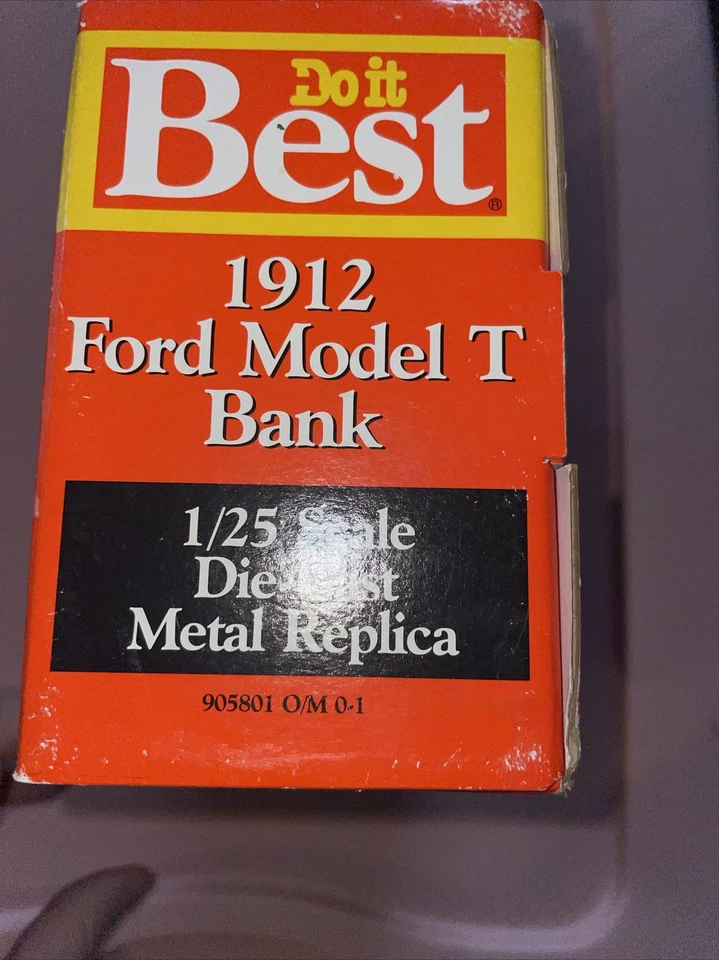 Do it
Best®
1912
Ford Model T
Bank
1/25 Scale
Die-Cast
Metal Replica
905801 O/M 0-1